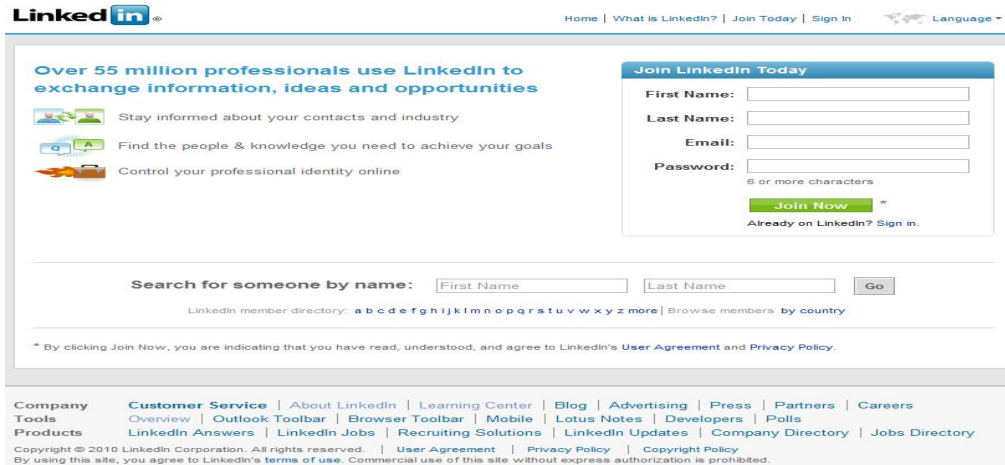 Linked in ®
Home | What is LinkedIn? | Join Today | Sign In
Language
Over 55 million professionals use LinkedIn to
exchange information, ideas and opportunities
Stay informed about your contacts and industry
Q A
Find the people & knowledge you need to achieve your goals
Control your professional identity online
Join LinkedIn Today
First Name:
Last Name:
Email:
Password:
6 or more characters
Join Now *
Already on LinkedIn? Sign in.
Search for someone by name: First Name Last Name Go
LinkedIn member directory: a b c d e f g h i j k l m n o p q r s t u v w x y z more | Browse members by country
* By clicking Join Now, you are indicating that you have read, understood, and agree to LinkedIn's User Agreement and Privacy Policy.
Company Customer Service | About LinkedIn | Learning Center | Blog | Advertising | Press | Partners | Careers
Tools Overview | Outlook Toolbar | Browser Toolbar | Mobile | Lotus Notes | Developers | Polls
Products LinkedIn Answers | LinkedIn Jobs | Recruiting Solutions | LinkedIn Updates | Company Directory | Jobs Directory
Copyright © 2010 LinkedIn Corporation. All rights reserved. | User Agreement | Privacy Policy | Copyright Policy
By using this site, you agree to LinkedIn's terms of use. Commercial use of this site without express authorization is prohibited.